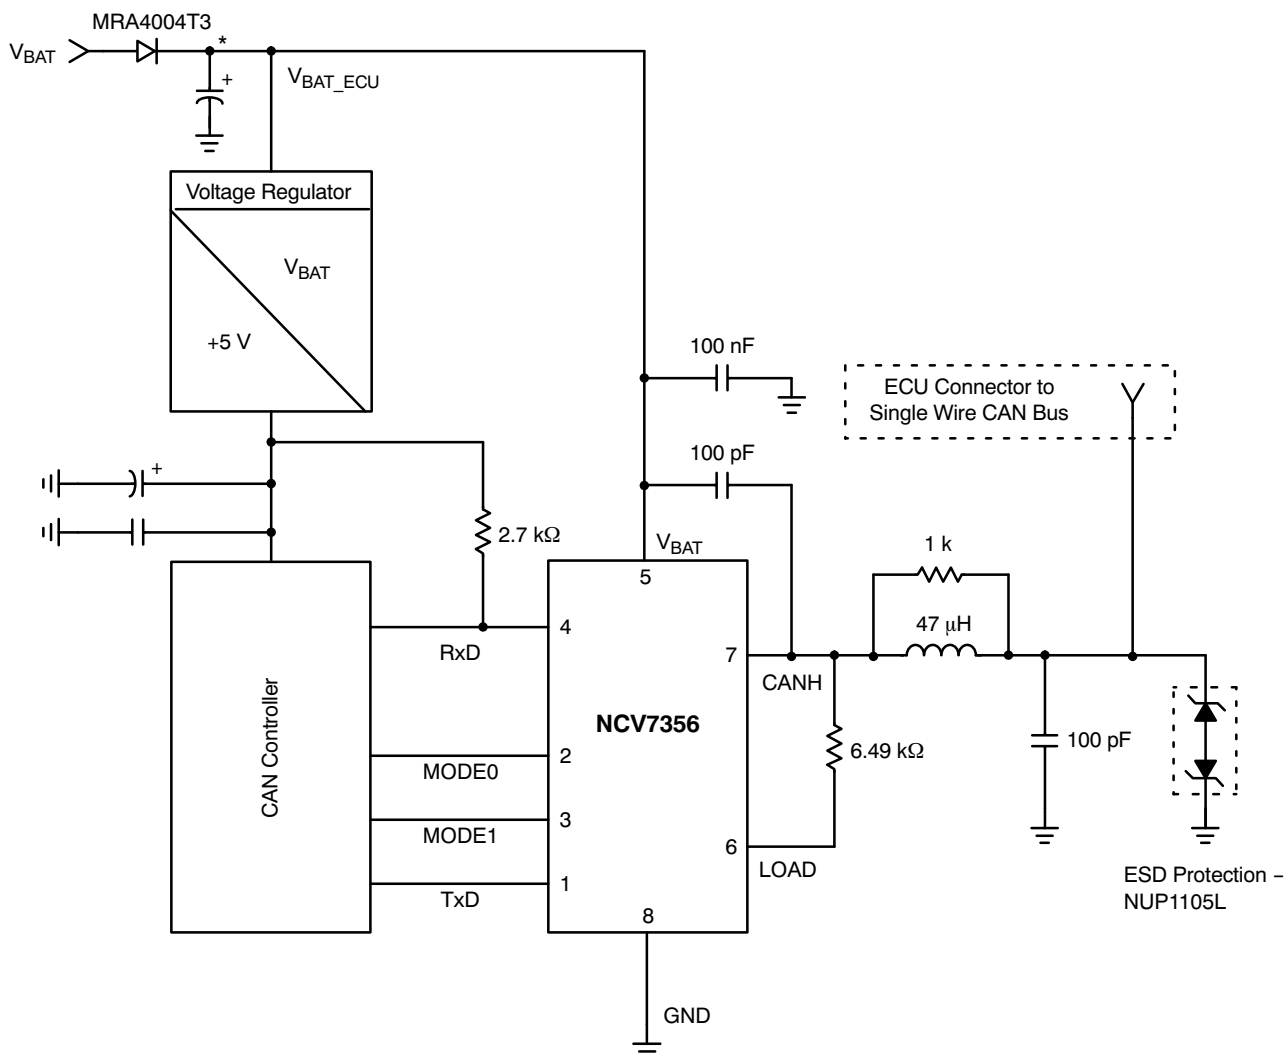 MRA4004T3
V_BAT
*
+
V_BAT_ECU
Voltage Regulator
V_BAT
+5 V
100 nF
ECU Connector to
Single Wire CAN Bus
100 pF
+
2.7 kΩ
V_BAT
5
1 k
47 μH
4
RxD
7
CANH
CAN Controller
NCV7356
6.49 kΩ
100 pF
2
MODE0
3
MODE1
6
LOAD
1
TxD
8
ESD Protection –
NUP1105L
GND